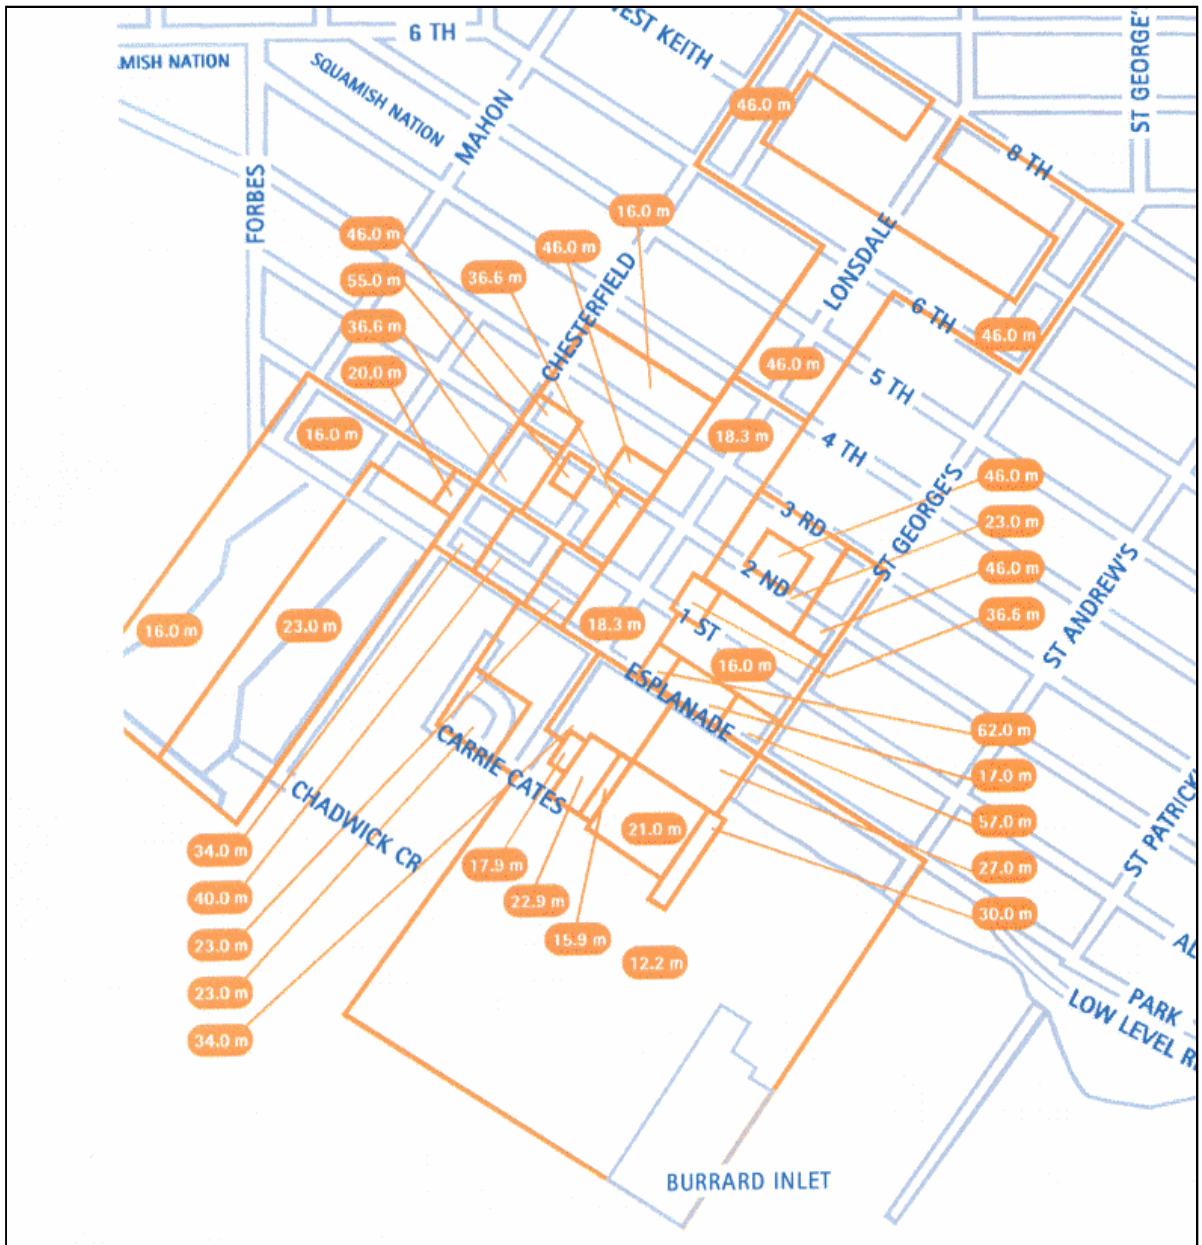 6 TH
WEST KEITH
ST GEORGE'S
AMISH NATION
SQUAMISH NATION
MAHON
46.0 m
8 TH
FORBES
16.0 m
46.0 m
46.0 m
LONSDALE
36.6 m
55.0 m
CHESTERFIELD
6 TH
36.6 m
46.0 m
20.0 m
46.0 m
5 TH
16.0 m
18.3 m
4 TH
46.0 m
3 RD
ST GEORGE'S
23.0 m
2 ND
46.0 m
ST ANDREW'S
36.6 m
16.0 m
23.0 m
18.3 m
1 ST
16.0 m
ESPLANADE
62.0 m
CARRIE CATES
17.0 m
CHADWICK CR
57.0 m
ST PATRICK
34.0 m
21.0 m
17.9 m
27.0 m
40.0 m
22.9 m
30.0 m
23.0 m
15.9 m
AL
12.2 m
23.0 m
PARK
LOW LEVEL R
34.0 m
BURRARD INLET